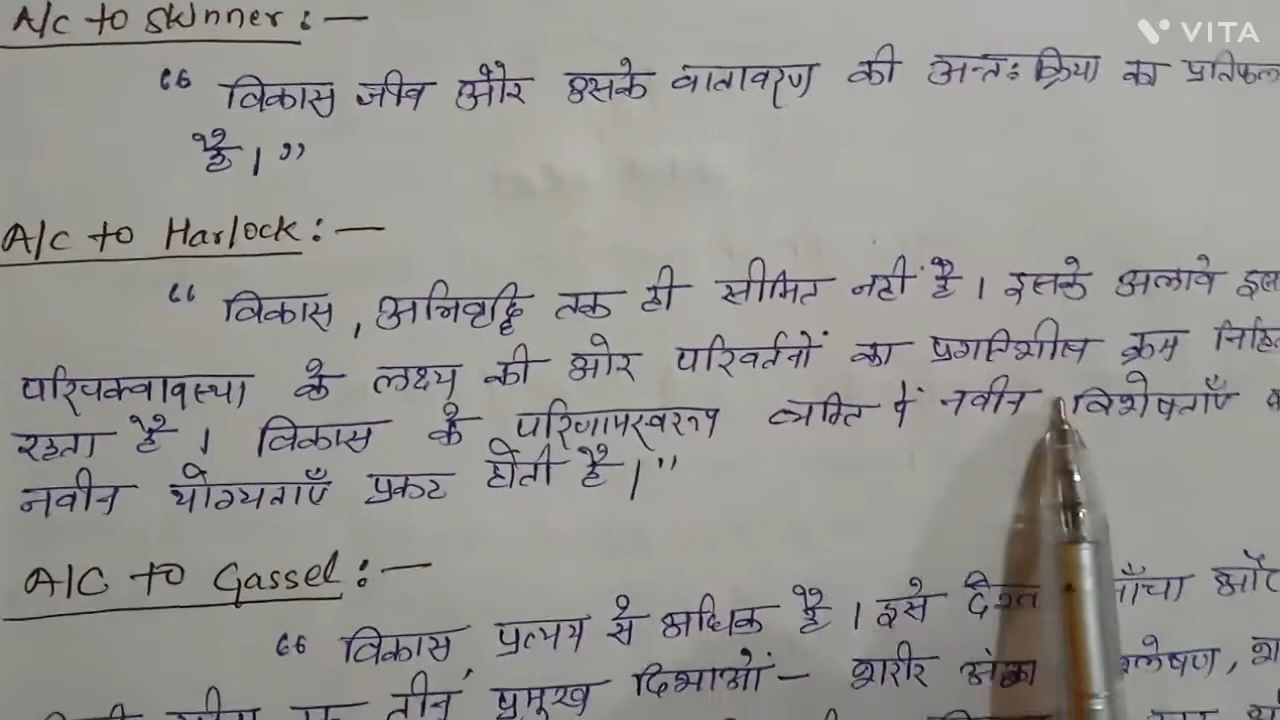 VITA
A/c to Skinner : —
“ विकास जीव और उसके वातावरण की अन्तः क्रिया का प्रतिफल
है। ”
A/c to Harlock : —
“ विकास, अभिवृद्धि तक ही सीमित नहीं है। इसके अलावे इस
परिपक्वावस्था के लक्ष्य की ओर परिवर्तनों का प्रगतिशील क्रम निहित
रहता है। विकास के परिणामस्वरूप व्यक्ति में नवीन विशेषताएँ
नवीन योग्यताएँ प्रकट होती है। ”
A/C to Gassel : —
“ विकास, प्रत्यय से अधिक है। इसे देखा जाँचा और
तीन प्रमुख दिशाओं – शरीर अंक